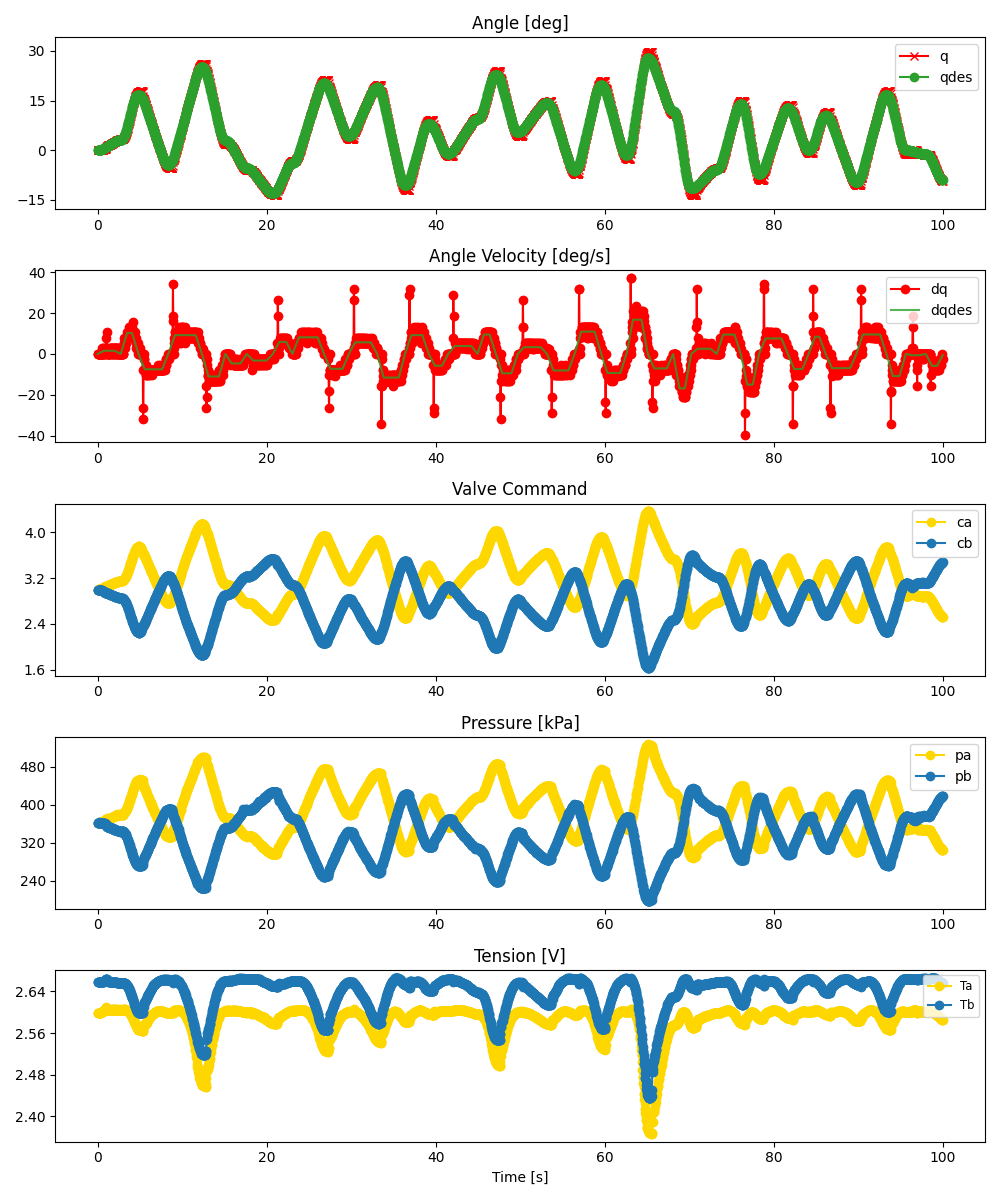 Angle [deg]
30
15
0
−15
q
qdes
0 20 40 60 80 100
Angle Velocity [deg/s]
40
20
0
−20
−40
dq
dqdes
0 20 40 60 80 100
Valve Command
4.0
3.2
2.4
1.6
ca
cb
0 20 40 60 80 100
Pressure [kPa]
480
400
320
240
pa
pb
0 20 40 60 80 100
Tension [V]
2.64
2.56
2.48
2.40
Ta
Tb
0 20 40 60 80 100
Time [s]